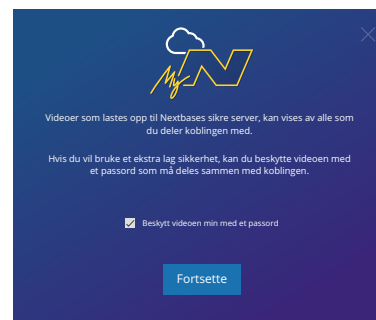 My N
Videoer som lastes opp til Nextbases sikre server, kan vises av alle som
du deler koblingen med.
Hvis du vil bruke et ekstra lag sikkerhet, kan du beskytte videoen med
et passord som må deles sammen med koblingen.
Beskytt videoen min med et passord
Fortsette